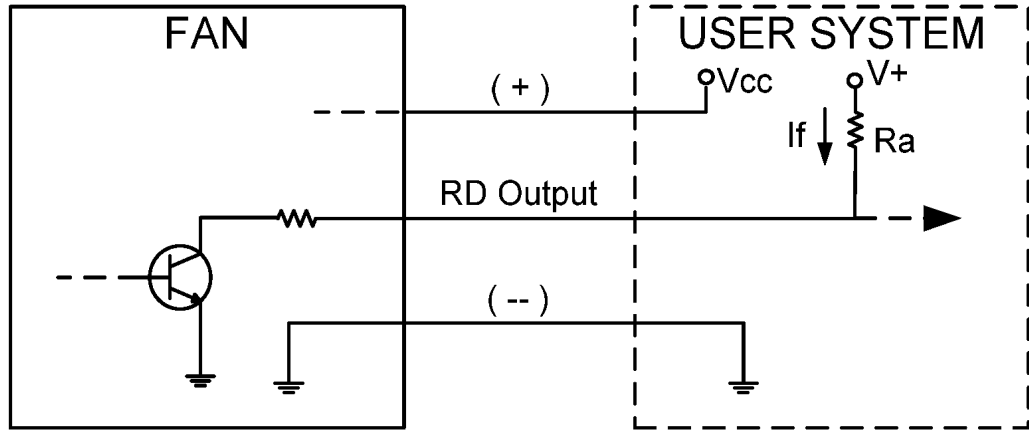 FAN
USER SYSTEM
( + )
Vcc
V+
If
Ra
RD Output
( -- )